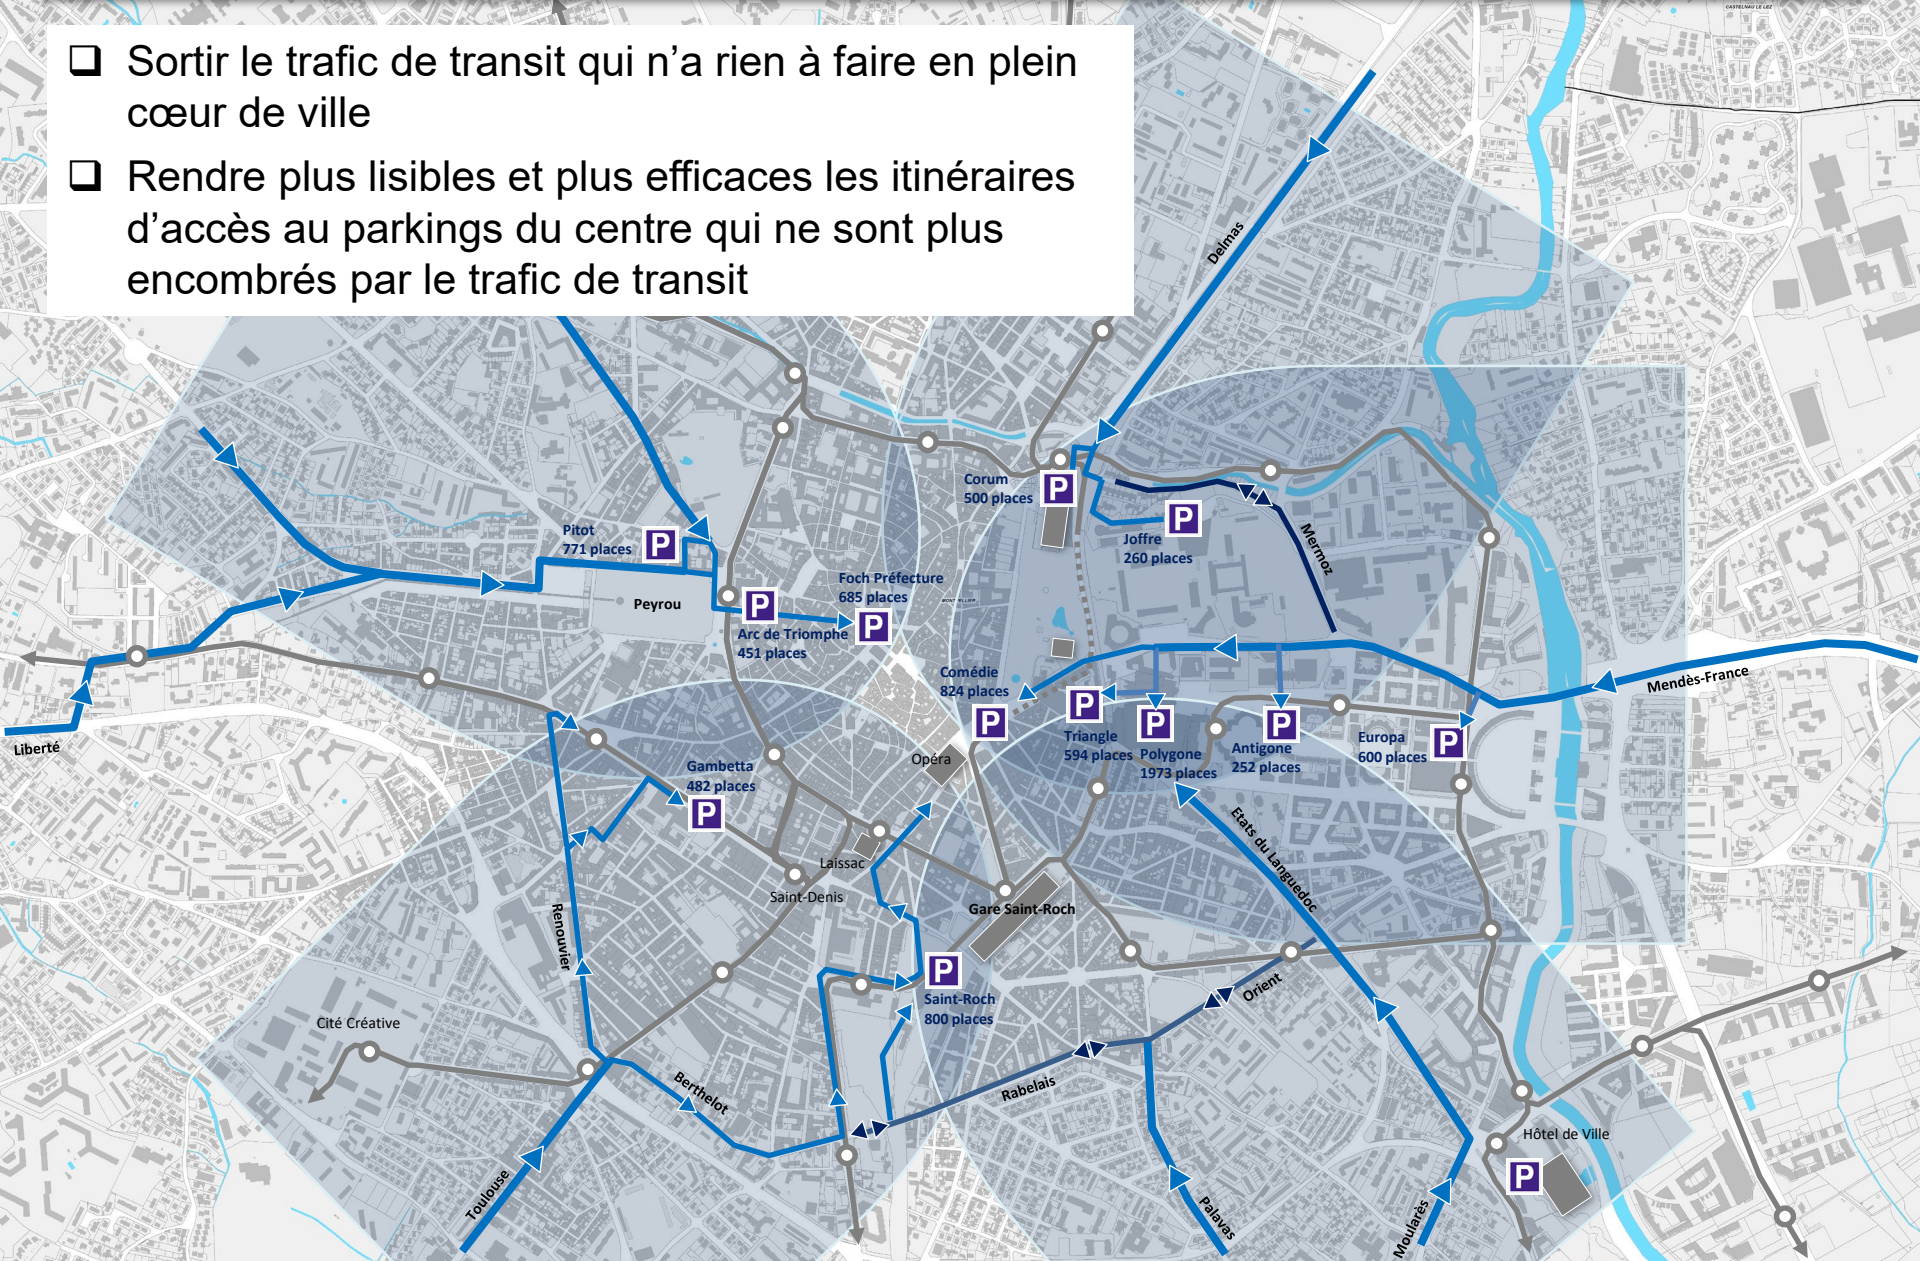 CASTELNAU LE LEZ
❑ Sortir le trafic de transit qui n’a rien à faire en plein
cœur de ville
❑ Rendre plus lisibles et plus efficaces les itinéraires
d’accès au parkings du centre qui ne sont plus
encombrés par le trafic de transit
Delmas
Corum
500 places
P
P
Joffre
260 places
Mermoz
Pitot
771 places
P
Foch Préfecture
685 places
Peyrou
P
P
Arc de Triomphe
451 places
MONTPELLIER
Comédie
824 places
P
P
Triangle
594 places
P
Polygone
1973 places
P
Antigone
252 places
Europa
600 places
P
Mendès-France
Liberté
Opéra
Gambetta
482 places
P
Etats du Languedoc
Laissac
Saint-Denis
Gare Saint-Roch
Renouvier
P
Saint-Roch
800 places
Orient
Cité Créative
Berthelot
Rabelais
Hôtel de Ville
P
Toulouse
Palavas
Moularès